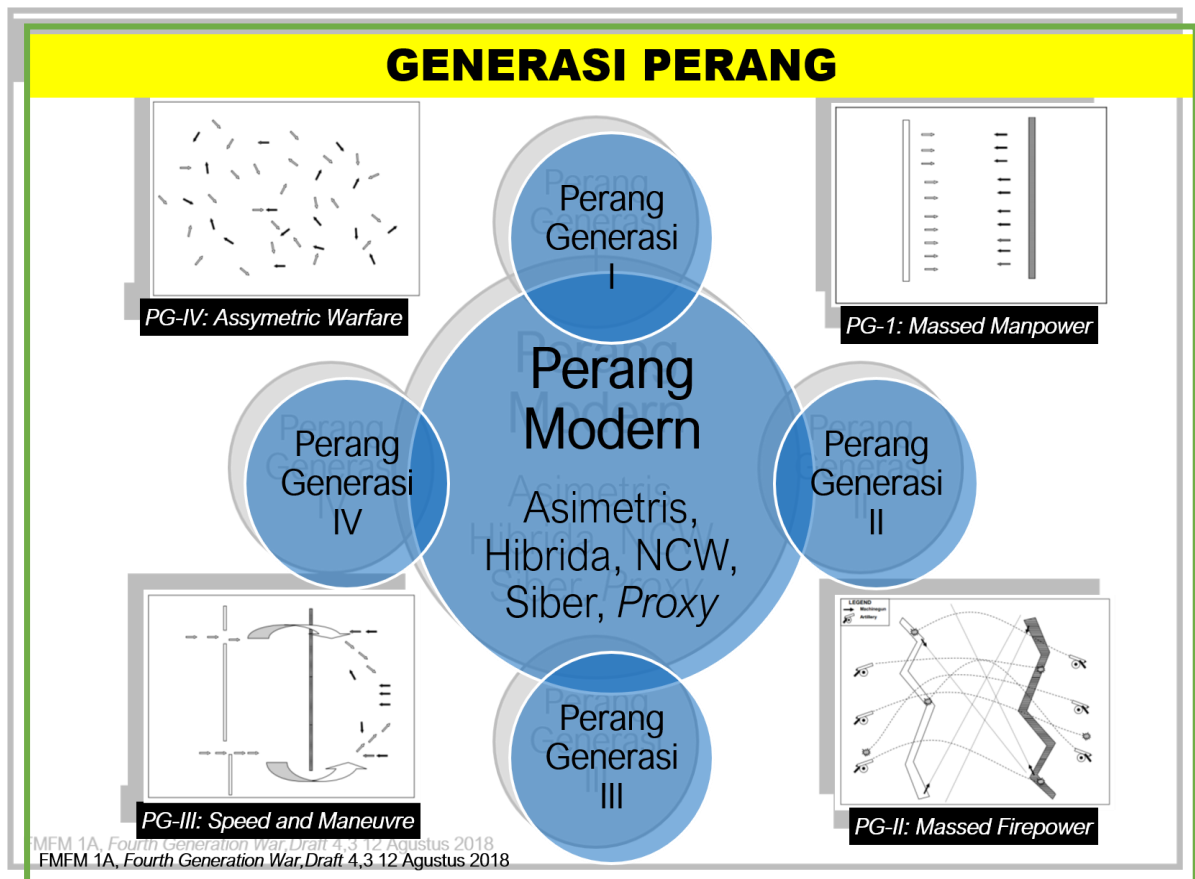 GENERASI PERANG
PG-IV: Assymetric Warfare
Perang
Generasi
I
PG-1: Massed Manpower
Perang
Generasi
IV
Perang
Modern
Asimetris,
Hibrida, NCW,
Siber, Proxy
Perang
Generasi
II
PG-III: Speed and Maneuvre
Perang
Generasi
III
LEGEND
Machinegun
Artillery
PG-II: Massed Firepower
FMFM 1A, Fourth Generation War,Draft 4,3 12 Agustus 2018